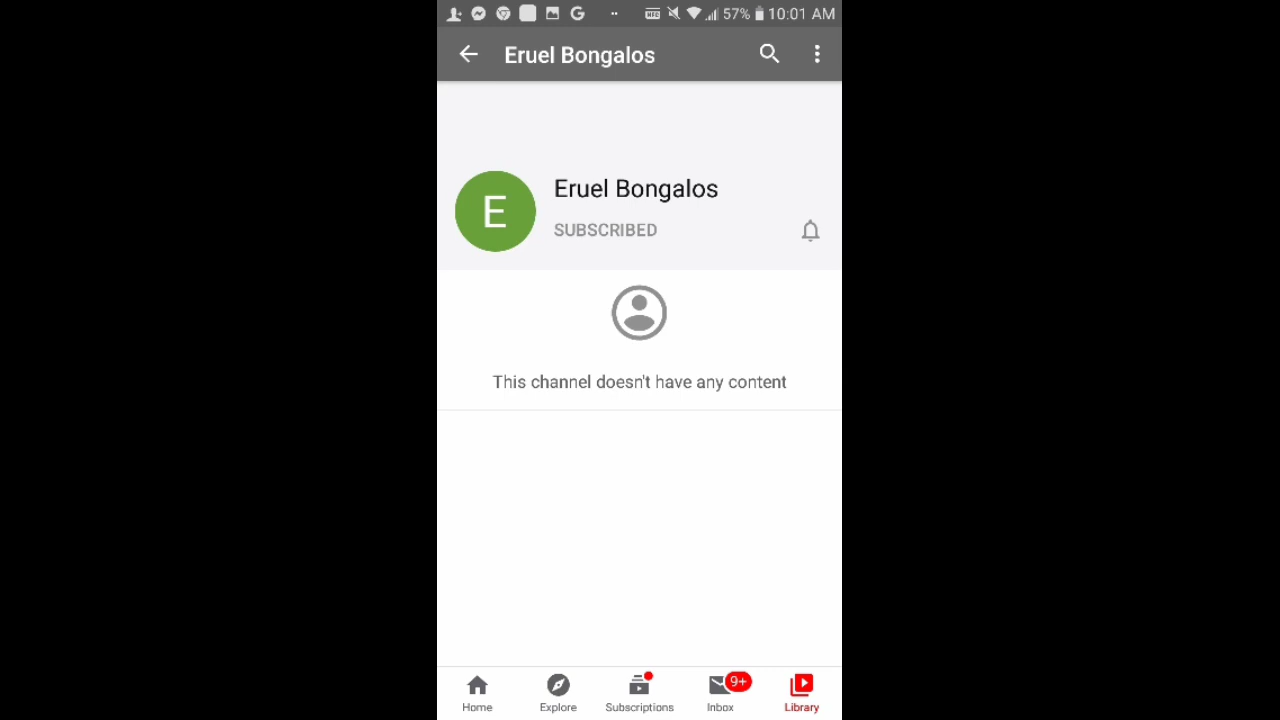 57% 10:01 AM
Eruel Bongalos
E
Eruel Bongalos
SUBSCRIBED
This channel doesn't have any content
9+
Home Explore Subscriptions Inbox Library